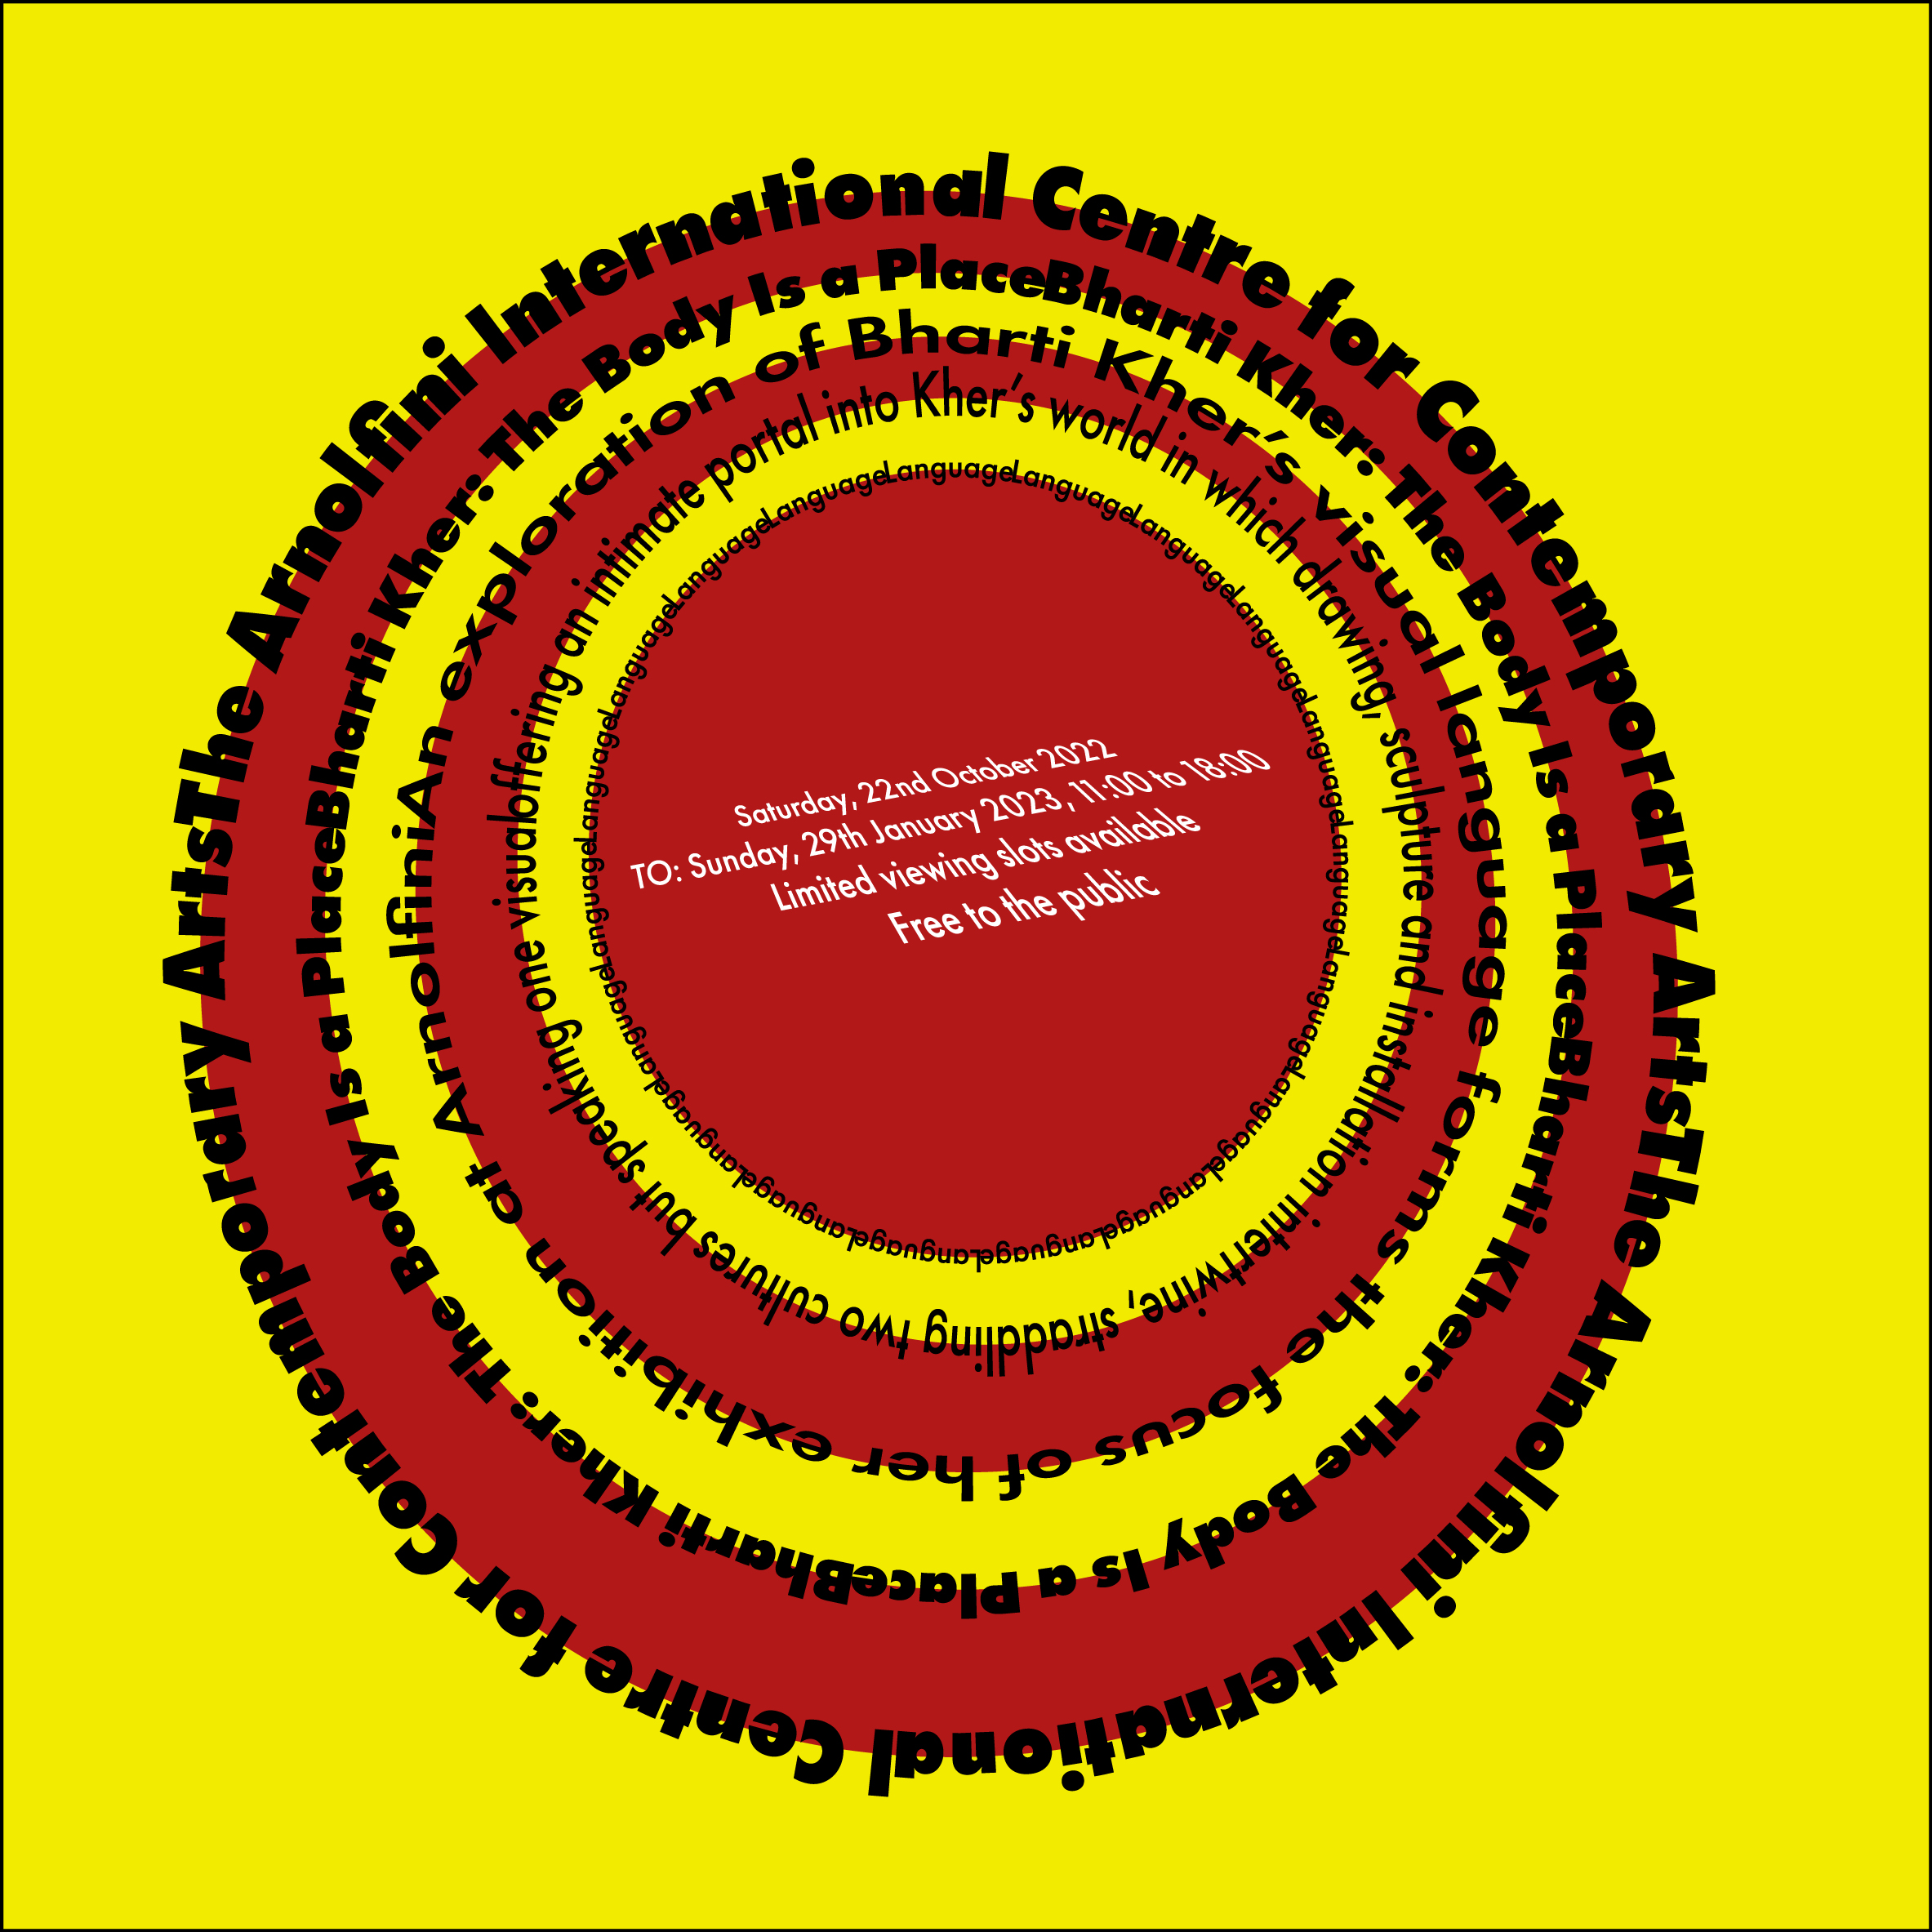 The Arnolfini International Centre for Contemporary ArtsThe Arnolfini International Centre for Contemporary Arts
Bharti Kher: The Body Is a PlaceBharti Kher: The Body Is a PlaceBharti Kher: The Body Is a PlaceBharti Kher: The Body Is a Place
An exploration of Bharti Kher´s visual language forms the focus of her exhibition at Arnolfini
offering an intimate portal into Kher´s world in which drawing, sculpture and installation intertwine, straddling two cultures but speaking one visual
LanguageLanguageLanguageLanguageLanguageLanguageLanguageLanguageLanguageLanguageLanguageLanguageLanguageLanguageLanguageLanguageLanguageLanguageLanguage
Saturday, 22nd October 2022
TO: Sunday, 29th January 2023, 11:00 to 18:00
Limited viewing slots available
Free to the public